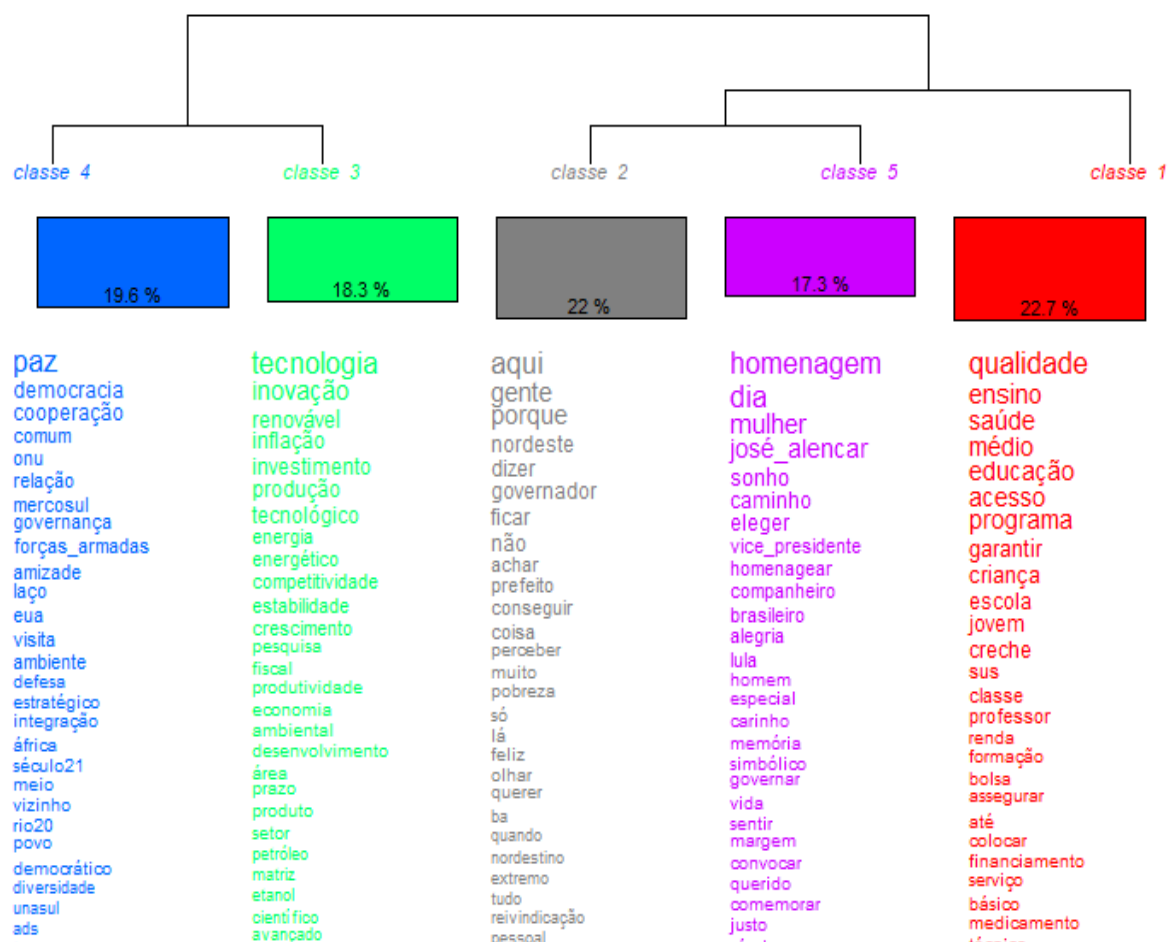 classe 4
classe 3
classe 2
classe 5
classe 1
19.6 %
18.3 %
22 %
17.3 %
22.7 %
paz
democracia
cooperação
comum
onu
relação
mercosul
governança
forças_armadas
amizade
laço
eua
visita
ambiente
defesa
estratégico
integração
áfrica
século21
meio
vizinho
rio20
povo
democrático
diversidade
unasul
ads
tecnologia
inovação
renovável
inflação
investimento
produção
tecnológico
energia
energético
competitividade
estabilidade
crescimento
pesquisa
fiscal
produtividade
economia
ambiental
desenvolvimento
área
prazo
produto
setor
petróleo
matriz
etanol
científico
avançado
aqui
gente
porque
nordeste
dizer
governador
ficar
não
achar
prefeito
conseguir
coisa
perceber
muito
pobreza
só
lá
feliz
olhar
querer
ba
quando
nordestino
extremo
tudo
reivindicação
pessoal
homenagem
dia
mulher
josé_alencar
sonho
caminho
eleger
vice_presidente
homenagear
companheiro
brasileiro
alegria
lula
homem
especial
carinho
memória
simbólico
governar
vida
sentir
margem
convocar
querido
comemorar
justo
qualidade
ensino
saúde
médio
educação
acesso
programa
garantir
criança
escola
jovem
creche
sus
classe
professor
renda
formação
bolsa
assegurar
até
colocar
financiamento
serviço
básico
medicamento